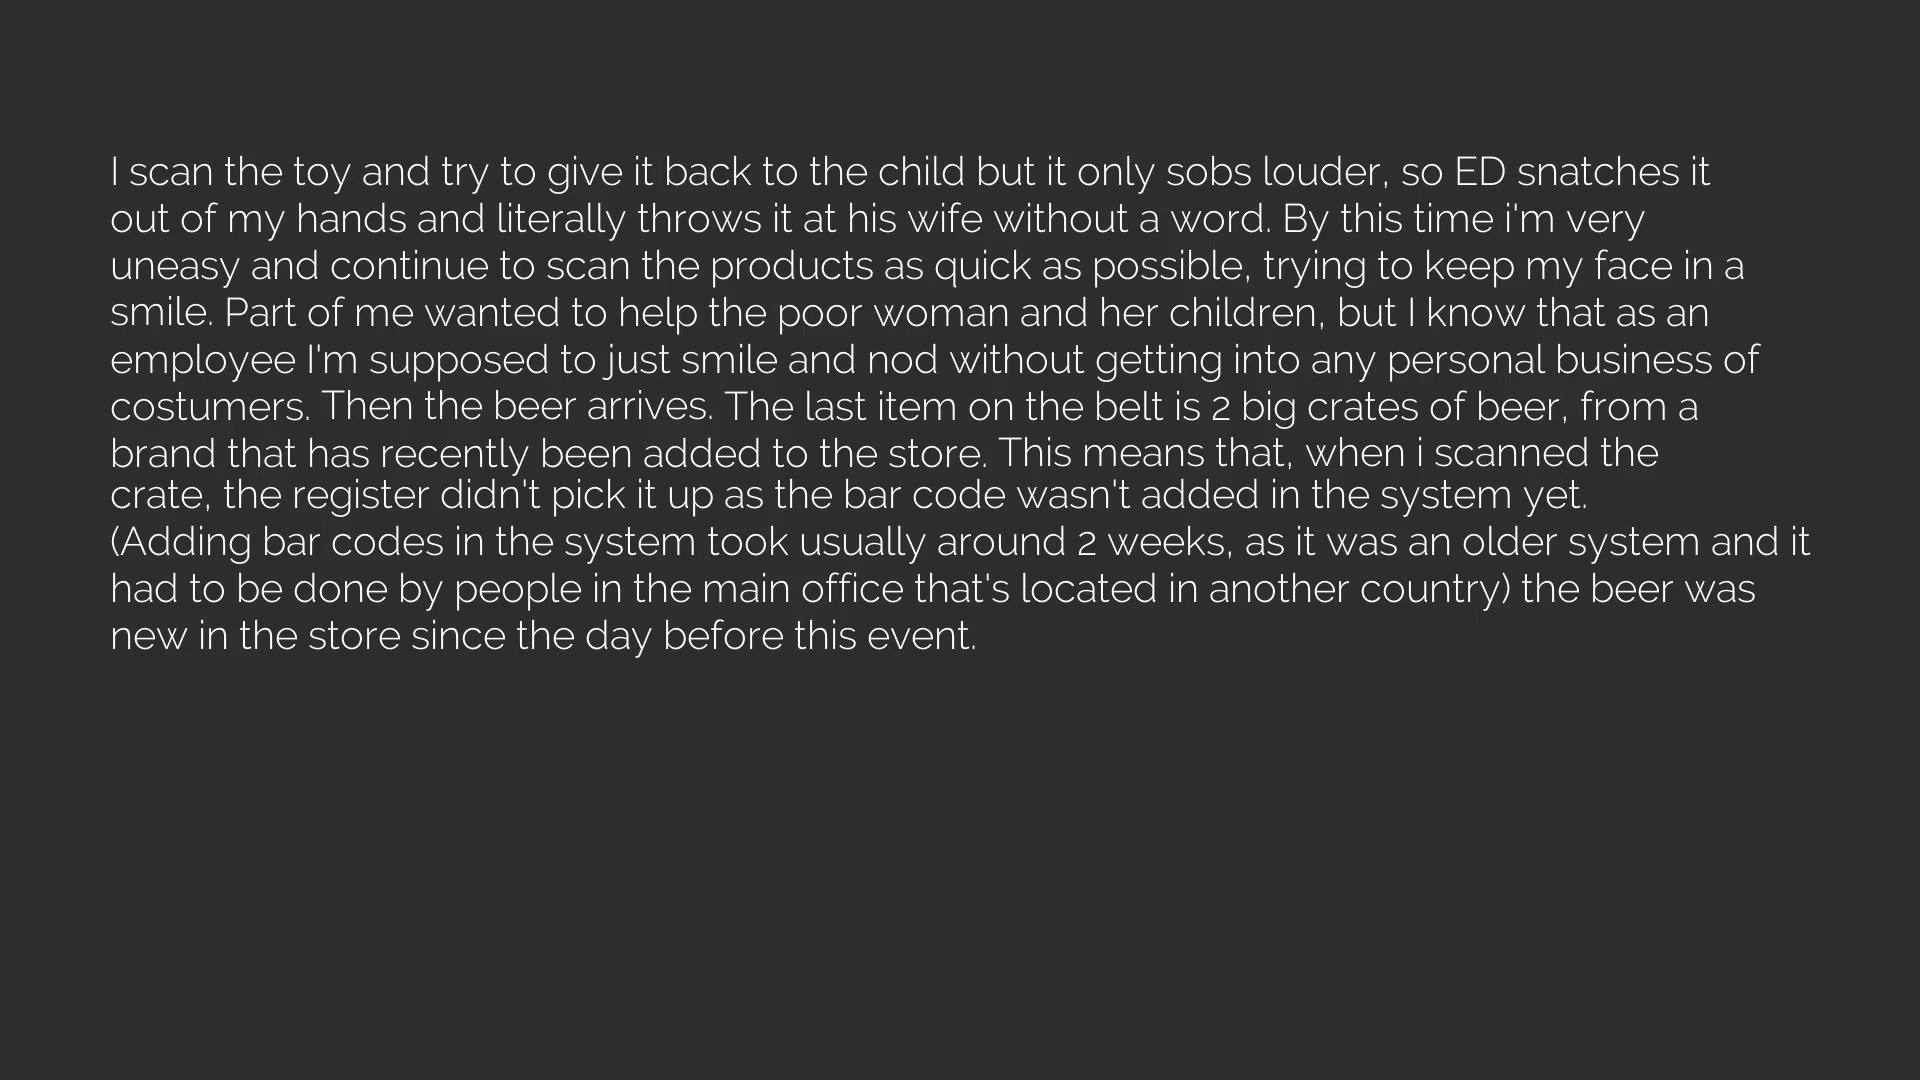 I scan the toy and try to give it back to the child but it only sobs louder, so ED snatches it
out of my hands and literally throws it at his wife without a word. By this time i'm very
uneasy and continue to scan the products as quick as possible, trying to keep my face in a
smile. Part of me wanted to help the poor woman and her children, but I know that as an
employee I'm supposed to just smile and nod without getting into any personal business of
costumers. Then the beer arrives. The last item on the belt is 2 big crates of beer, from a
brand that has recently been added to the store. This means that, when i scanned the
crate, the register didn't pick it up as the bar code wasn't added in the system yet.
(Adding bar codes in the system took usually around 2 weeks, as it was an older system and it
had to be done by people in the main office that's located in another country) the beer was
new in the store since the day before this event.